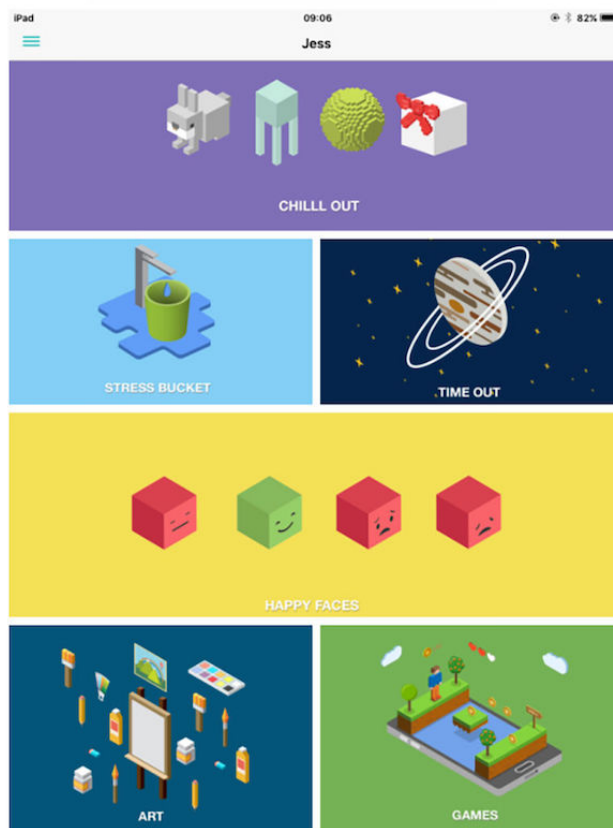 iPad 09:06 82%
Jess
CHILLL OUT
STRESS BUCKET
TIME OUT
HAPPY FACES
ART
GAMES